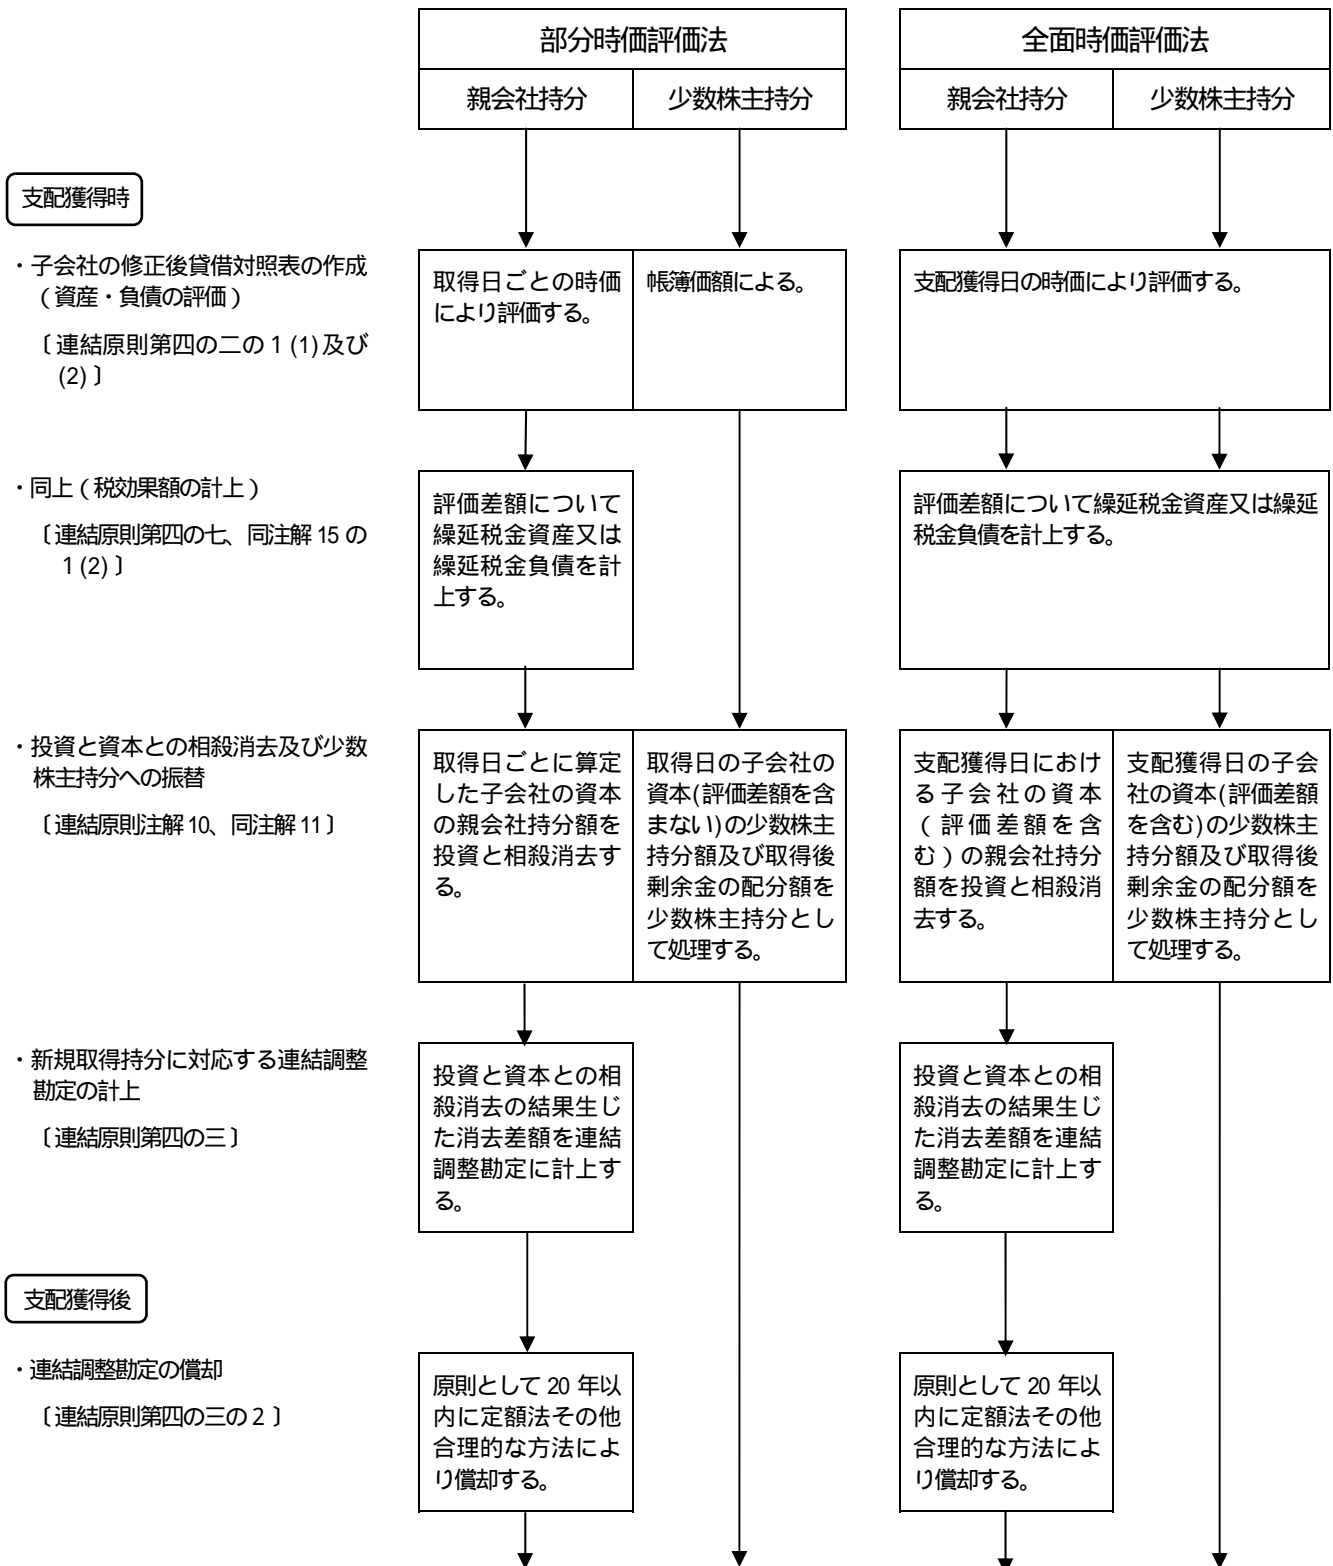 部分時価評価法
全面時価評価法
親会社持分
少数株主持分
親会社持分
少数株主持分
支配獲得時
・子会社の修正後貸借対照表の作成
（資産・負債の評価）
〔連結原則第四の二の 1 (1)及び
(2) 〕
取得日ごとの時価
により評価する。
帳簿価額による。
支配獲得日の時価により評価する。
・同上（税効果額の計上）
〔連結原則第四の七、同注解 15 の
1 (2) 〕
評価差額について
繰延税金資産又は
繰延税金負債を計
上する。
評価差額について繰延税金資産又は繰延
税金負債を計上する。
・投資と資本との相殺消去及び少数
株主持分への振替
〔連結原則注解 10、同注解 11〕
取得日ごとに算定
した子会社の資本
の親会社持分額を
投資と相殺消去す
る。
取得日の子会社の
資本(評価差額を含
まない)の少数株主
持分額及び取得後
剰余金の配分額を
少数株主持分とし
て処理する。
支配獲得日におけ
る子会社の資本
（評価差額を含
む）の親会社持分
額を投資と相殺消
去する。
支配獲得日の子会
社の資本(評価差額
を含む)の少数株主
持分額及び取得後
剰余金の配分額を
少数株主持分とし
て処理する。
・新規取得持分に対応する連結調整
勘定の計上
〔連結原則第四の三〕
投資と資本との相
殺消去の結果生じ
た消去差額を連結
調整勘定に計上す
る。
投資と資本との相
殺消去の結果生じ
た消去差額を連結
調整勘定に計上す
る。
支配獲得後
・連結調整勘定の償却
〔連結原則第四の三の 2 〕
原則として 20 年以
内に定額法その他
合理的な方法によ
り償却する。
原則として 20 年以
内に定額法その他
合理的な方法によ
り償却する。